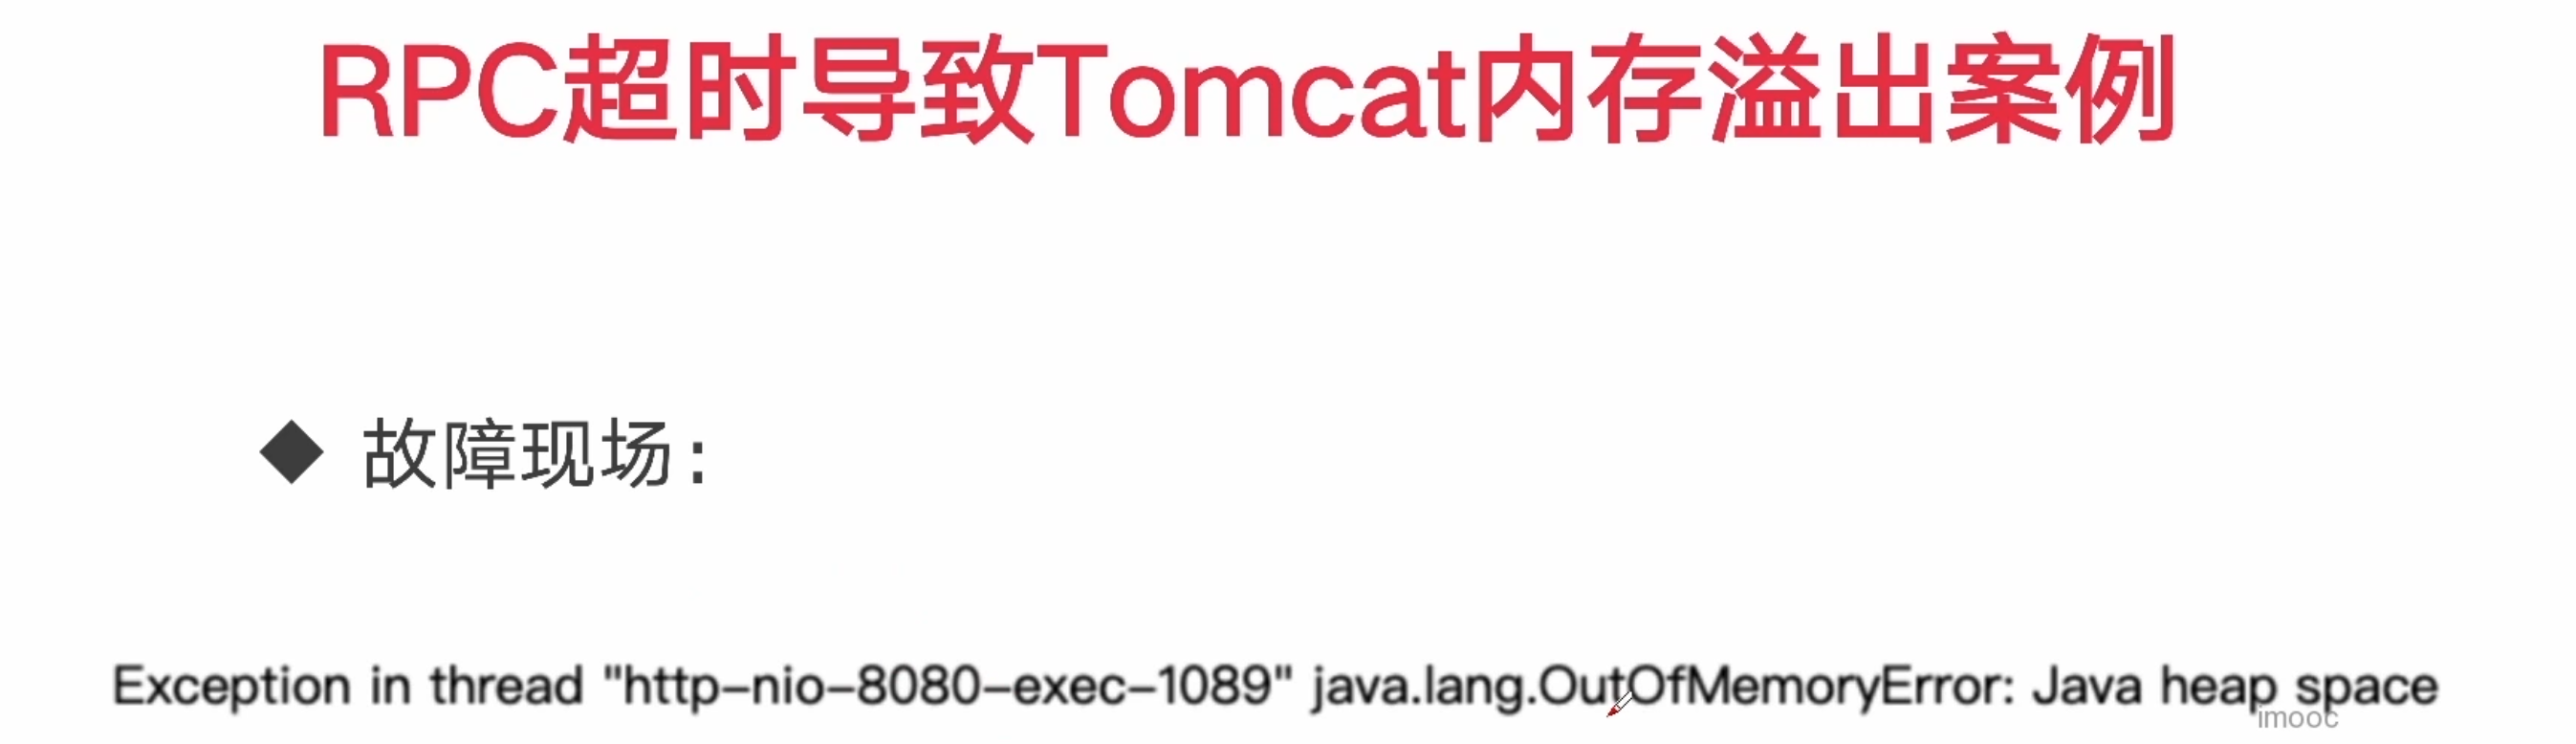 RPC超时导致Tomcat内存溢出案例
◆ 故障现场：
Exception in thread "http-nio-8080-exec-1089" java.lang.OutOfMemoryError: Java heap space
imooc